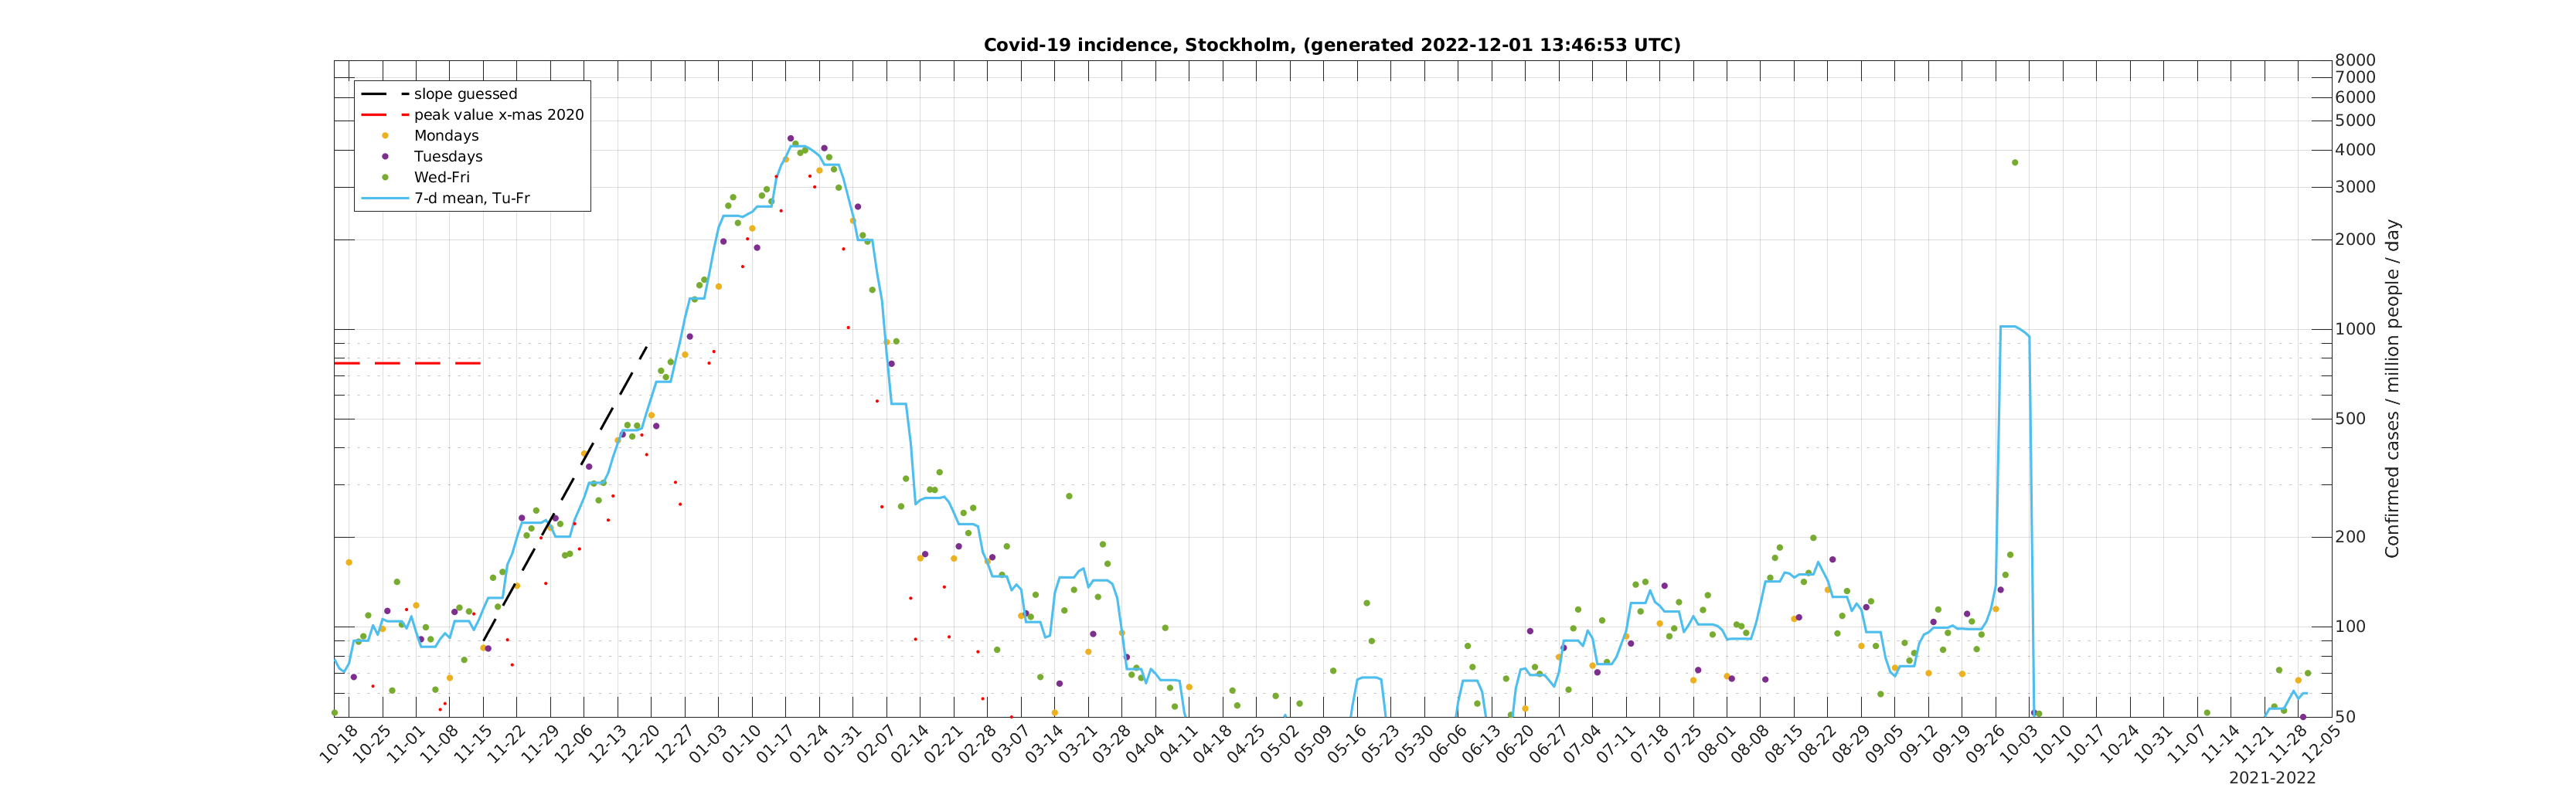 Covid-19 incidence, Stockholm, (generated 2022-12-01 13:46:53 UTC)
slope guessed
peak value x-mas 2020
Mondays
Tuesdays
Wed-Fri
7-d mean, Tu-Fr
8000
7000
6000
5000
4000
3000
2000
1000
500
200
100
50
Confirmed cases / million people / day
10-18 10-25 11-01 11-08 11-15 11-22 11-29 12-06 12-13 12-20 12-27 01-03 01-10 01-17 01-24 01-31 02-07 02-14 02-21 02-28 03-07 03-14 03-21 03-28 04-04 04-11 04-18 04-25 05-02 05-09 05-16 05-23 05-30 06-06 06-13 06-20 06-27 07-04 07-11 07-18 07-25 08-01 08-08 08-15 08-22 08-29 09-05 09-12 09-19 09-26 10-03 10-10 10-17 10-24 10-31 11-07 11-14 11-21 11-28 12-05
2021-2022